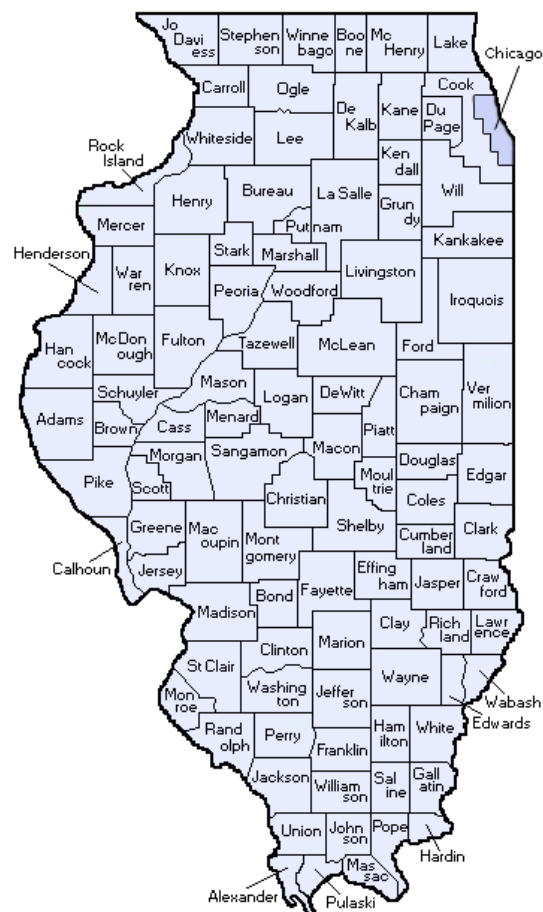 Jo
Daviess
Stephen
son
Winne
bago
Boo
ne
Mc
Henry
Lake
Chicago
Carroll
Ogle
De
Kalb
Kane
Cook
Du
Page
Whiteside
Lee
Rock
Island
Ken
dall
Will
Henry
Bureau
La Salle
Grun
dy
Mercer
Putnam
Kankakee
Henderson
War
ren
Knox
Stark
Marshall
Peoria
Woodford
Livingston
Iroquois
Han
cock
McDon
ough
Fulton
Tazewell
McLean
Ford
Schuyler
Mason
Logan
DeWitt
Cham
paign
Ver
milion
Adams
Brown
Cass
Menard
Piatt
Macon
Morgan
Sangamon
Douglas
Edgar
Pike
Scott
Christian
Moul
trie
Coles
Greene
Mac
oupin
Mont
gomery
Shelby
Cumber
land
Clark
Calhoun
Jersey
Bond
Fayette
Effing
ham
Jasper
Craw
ford
Madison
Clay
Rich
land
Lawr
ence
Clinton
Marion
St Clair
Wayne
Wabash
Edwards
Washing
ton
Jeffer
son
Mon
roe
Rand
olph
Perry
Ham
ilton
White
Franklin
Jackson
William
son
Sal
ine
Gall
atin
Union
John
son
Pope
Hardin
Mas
sac
Alexander
Pulaski